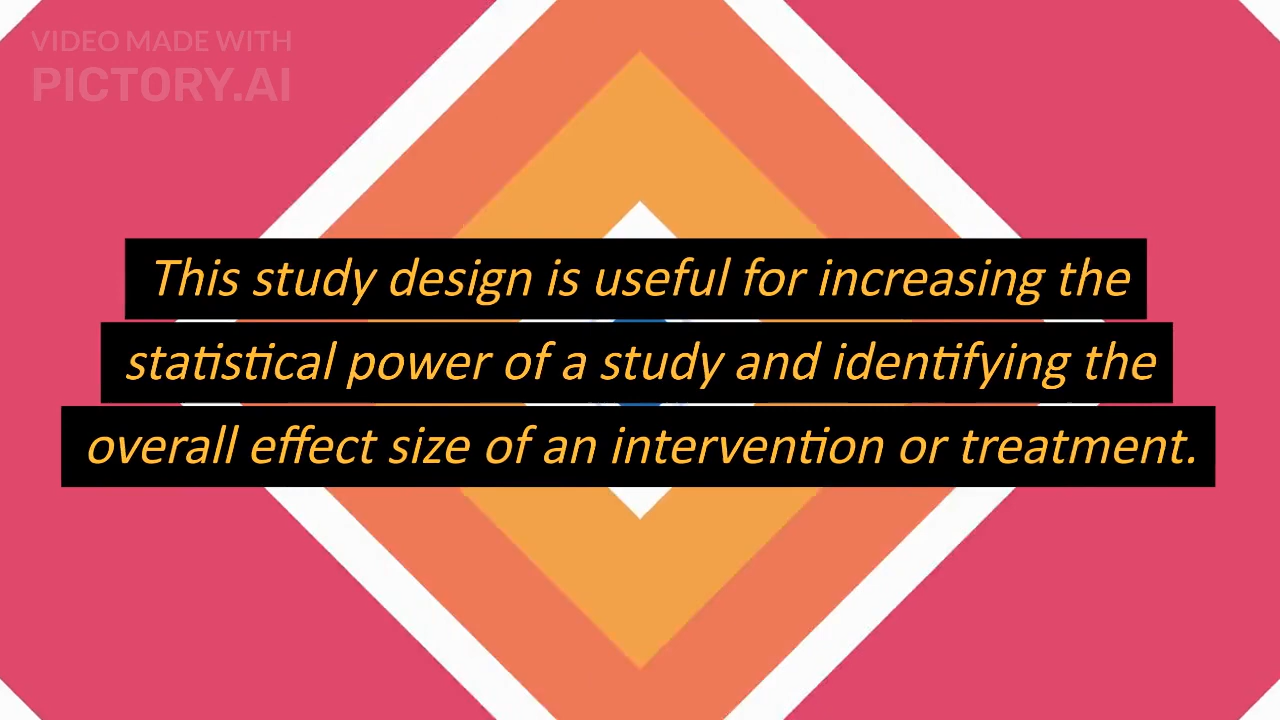 VIDEO MADE WITH
PICTORY.AI
This study design is useful for increasing the
statistical power of a study and identifying the
overall effect size of an intervention or treatment.